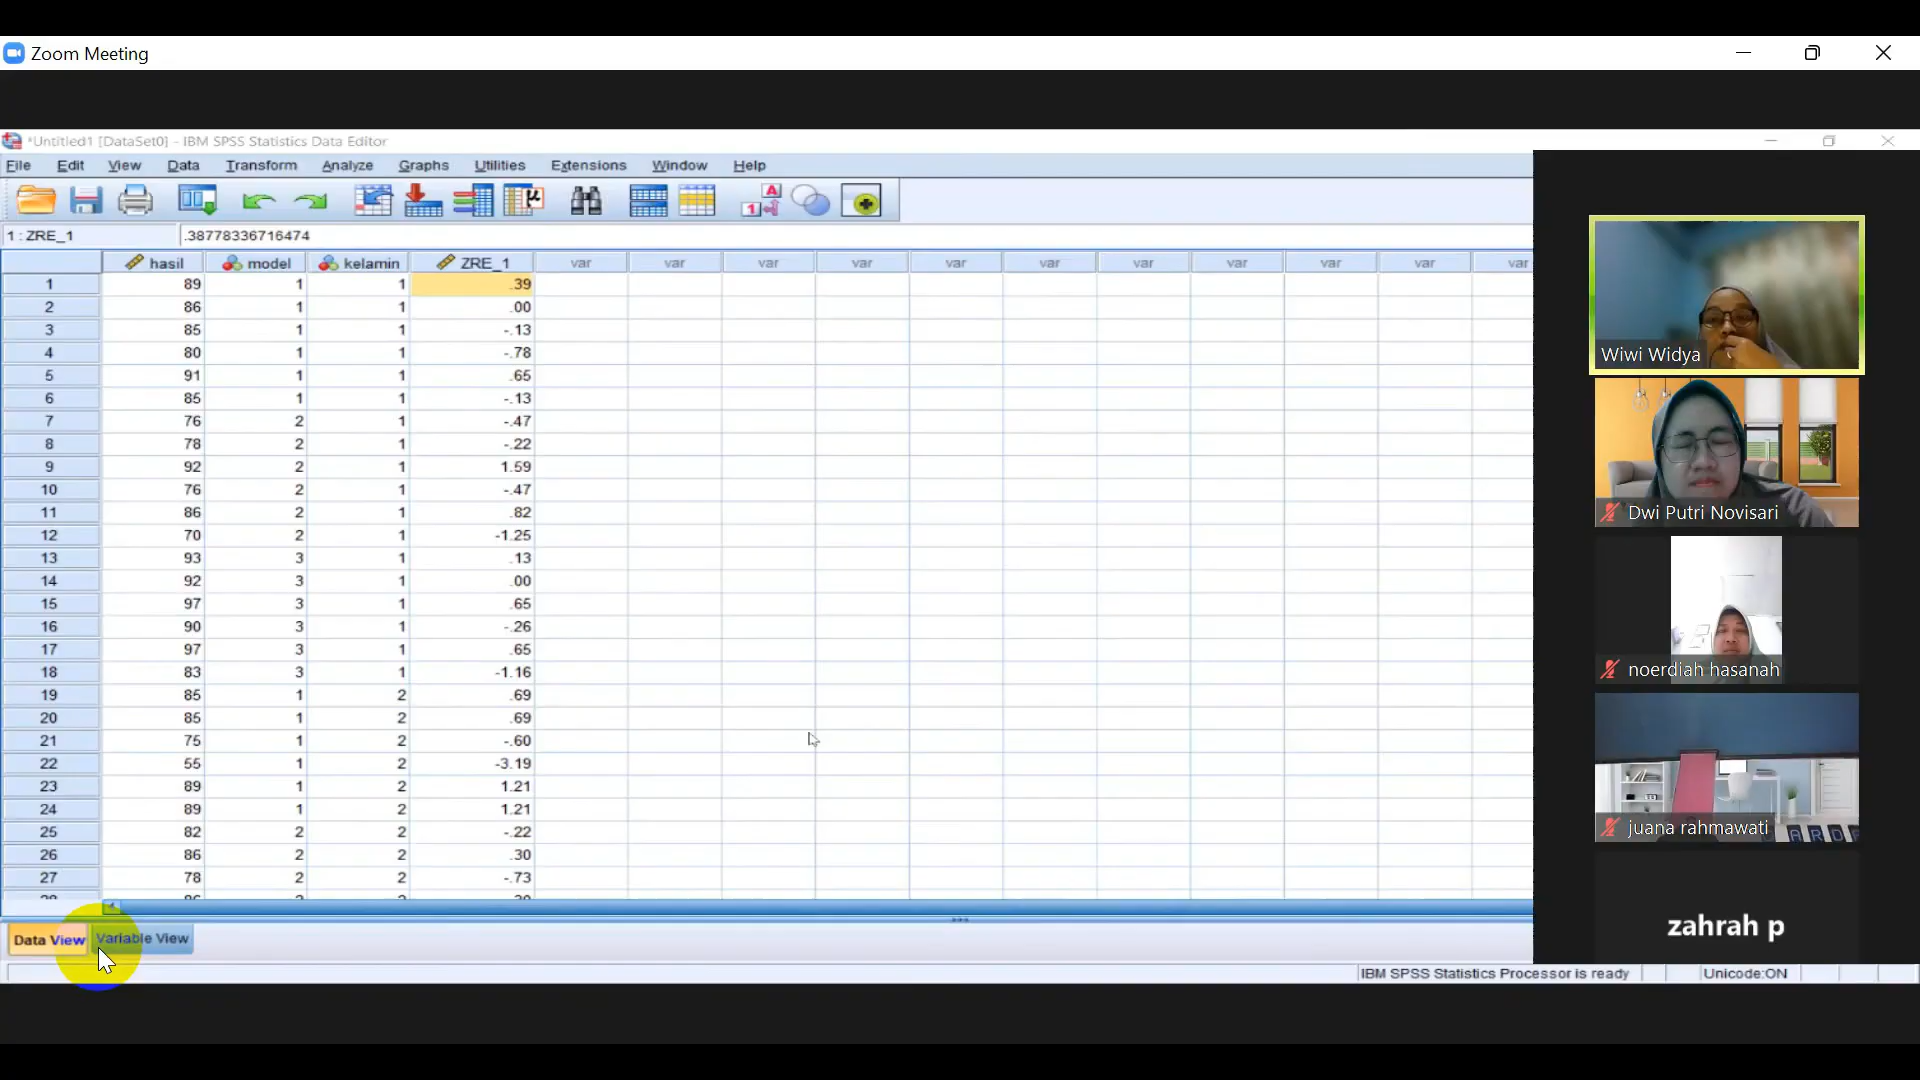 Zoom Meeting
*Untitled1 [DataSet0] - IBM SPSS Statistics Data Editor
File Edit View Data Transform Analyze Graphs Utilities Extensions Window Help
1 : ZRE_1 .38778336716474
hasil model kelamin ZRE_1 var var var var var var var var var var var
1 89 1 1 .39
2 86 1 1 .00
3 85 1 1 -.13
4 80 1 1 -.78
5 91 1 1 .65
6 85 1 1 -.13
7 76 2 1 -.47
8 78 2 1 -.22
9 92 2 1 1.59
10 76 2 1 -.47
11 86 2 1 .82
12 70 2 1 -1.25
13 93 3 1 .13
14 92 3 1 .00
15 97 3 1 .65
16 90 3 1 -.26
17 97 3 1 .65
18 83 3 1 -1.16
19 85 1 2 .69
20 85 1 2 .69
21 75 1 2 -.60
22 55 1 2 -3.19
23 89 1 2 1.21
24 89 1 2 1.21
25 82 2 2 -.22
26 86 2 2 .30
27 78 2 2 -.73
Data View Variable View
IBM SPSS Statistics Processor is ready Unicode:ON
Wiwi Widya
Dwi Putri Novisari
noerdiah hasanah
juana rahmawati
zahrah p